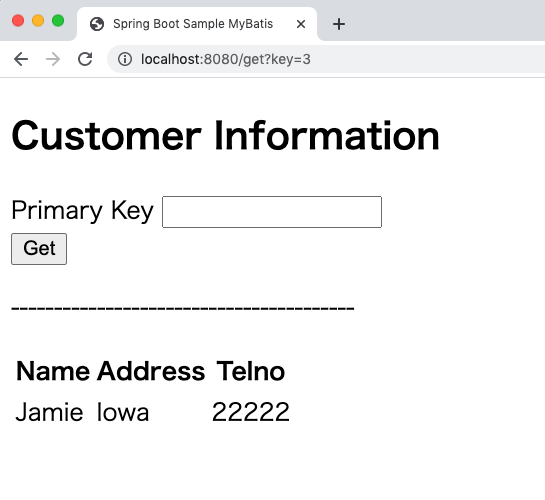 Spring Boot Sample MyBatis
localhost:8080/get?key=3
Customer Information
Primary Key
Get
----------------------------------------
Name Address Telno
Jamie Iowa 22222